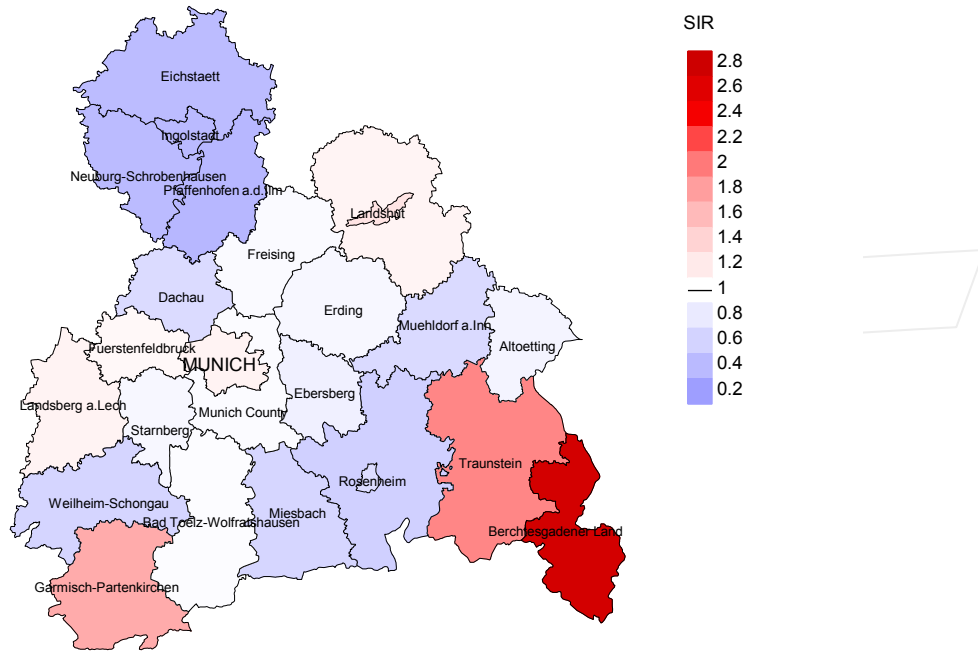 SIR
2.8
2.6
2.4
2.2
2
1.8
1.6
1.4
1.2
1
0.8
0.6
0.4
0.2
Eichstaett
Ingolstadt
Neuburg-Schrobenhausen
Pfaffenhofen a.d.Ilm
Landshut
Freising
Dachau
Erding
Muehldorf a.Inn
Altoetting
Fuerstenfeldbruck
MUNICH
Ebersberg
Landsberg a.Lech
Munich County
Starnberg
Traunstein
Rosenheim
Weilheim-Schongau
Miesbach
Bad Toelz-Wolfratshausen
Berchtesgadener Land
Garmisch-Partenkirchen